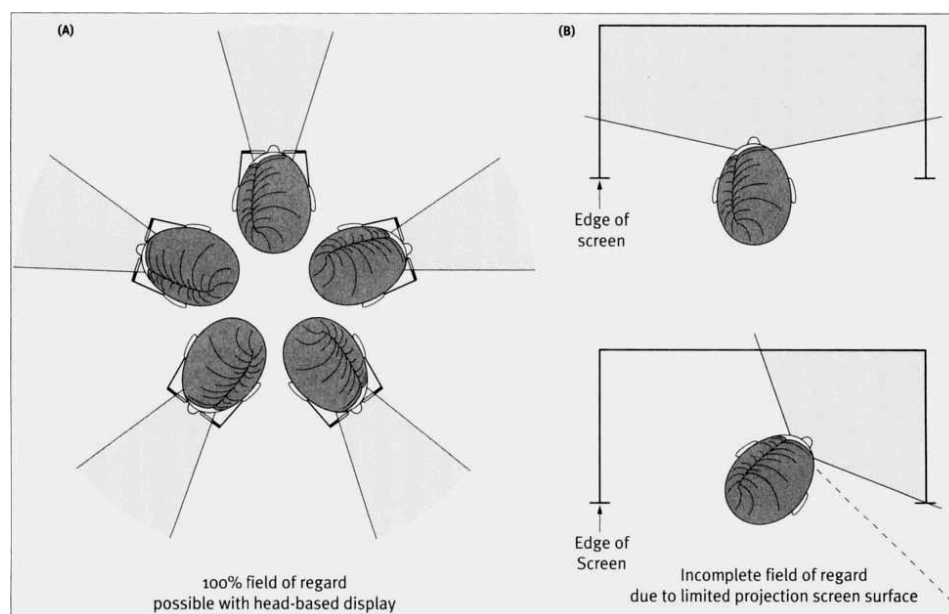 (A)
100% field of regard
possible with head-based display
(B)
Edge of
screen
Edge of
Screen
Incomplete field of regard
due to limited projection screen surface